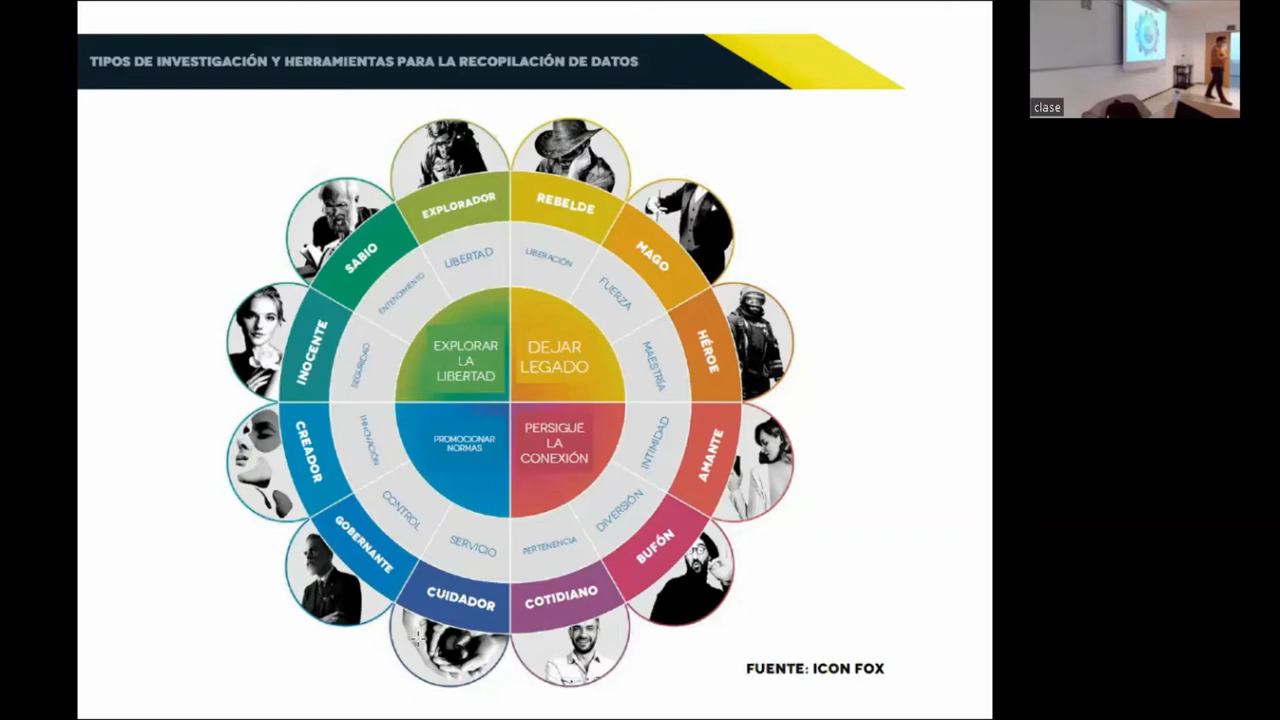 TIPOS DE INVESTIGACIÓN Y HERRAMIENTAS PARA LA RECOPILACIÓN DE DATOS
clase
EXPLORADOR
REBELDE
MAGO
HÉROE
AMANTE
BUFÓN
COTIDIANO
CUIDADOR
GOBERNANTE
CREADOR
INOCENTE
SABIO
LIBERTAD
LIBERACIÓN
FUERZA
MAESTRÍA
INTIMIDAD
DIVERSIÓN
PERTENENCIA
SERVICIO
CONTROL
INNOVACIÓN
SEGURIDAD
ENTENDIMIENTO
EXPLORAR
LA
LIBERTAD
DEJAR
LEGADO
PROMOCIONAR
NORMAS
PERSIGUE
LA
CONEXIÓN
FUENTE: ICON FOX